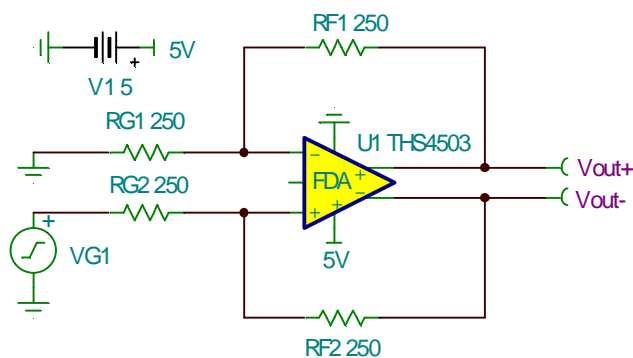 RF1 250
5V
V1 5
RG1 250
U1 THS4503
− + FDA − + +
Vout+
Vout-
RG2 250
+
VG1
5V
RF2 250
+